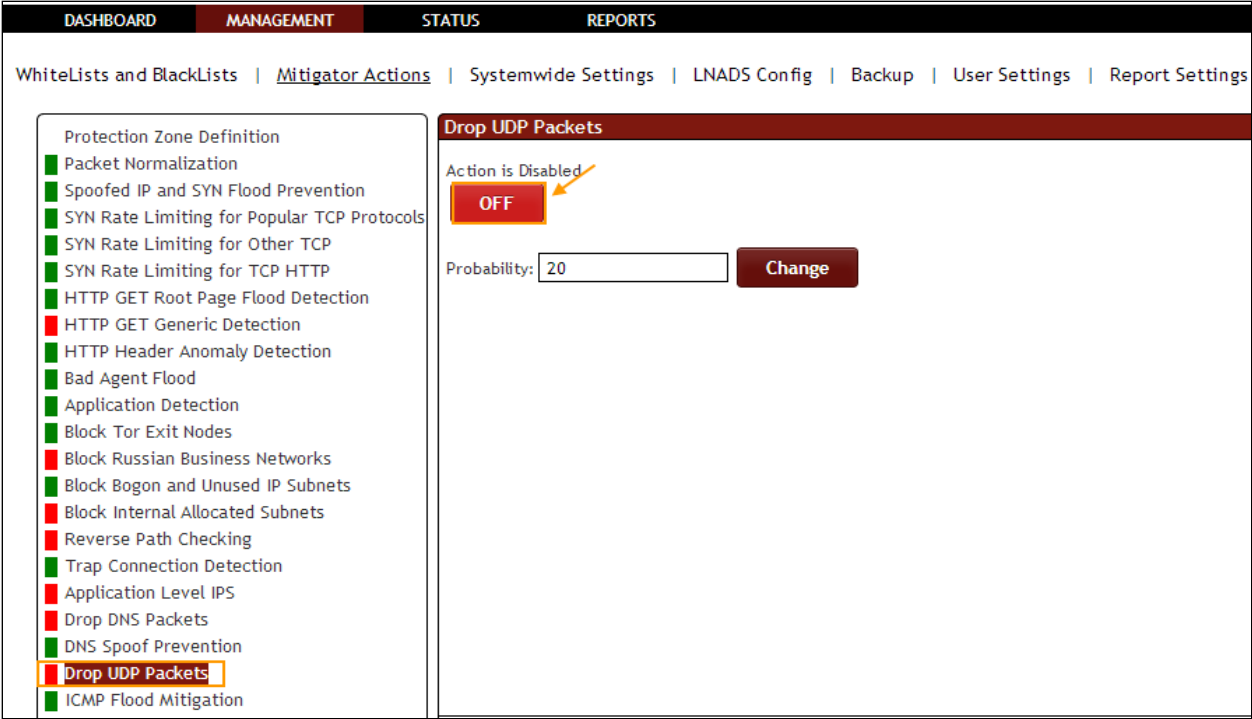 DASHBOARD MANAGEMENT STATUS REPORTS
WhiteLists and BlackLists | Mitigator Actions | Systemwide Settings | LNADS Config | Backup | User Settings | Report Settings
Protection Zone Definition
Packet Normalization
Spoofed IP and SYN Flood Prevention
SYN Rate Limiting for Popular TCP Protocols
SYN Rate Limiting for Other TCP
SYN Rate Limiting for TCP HTTP
HTTP GET Root Page Flood Detection
HTTP GET Generic Detection
HTTP Header Anomaly Detection
Bad Agent Flood
Application Detection
Block Tor Exit Nodes
Block Russian Business Networks
Block Bogon and Unused IP Subnets
Block Internal Allocated Subnets
Reverse Path Checking
Trap Connection Detection
Application Level IPS
Drop DNS Packets
DNS Spoof Prevention
Drop UDP Packets
ICMP Flood Mitigation
Drop UDP Packets
Action is Disabled
OFF
Probability: 20 Change